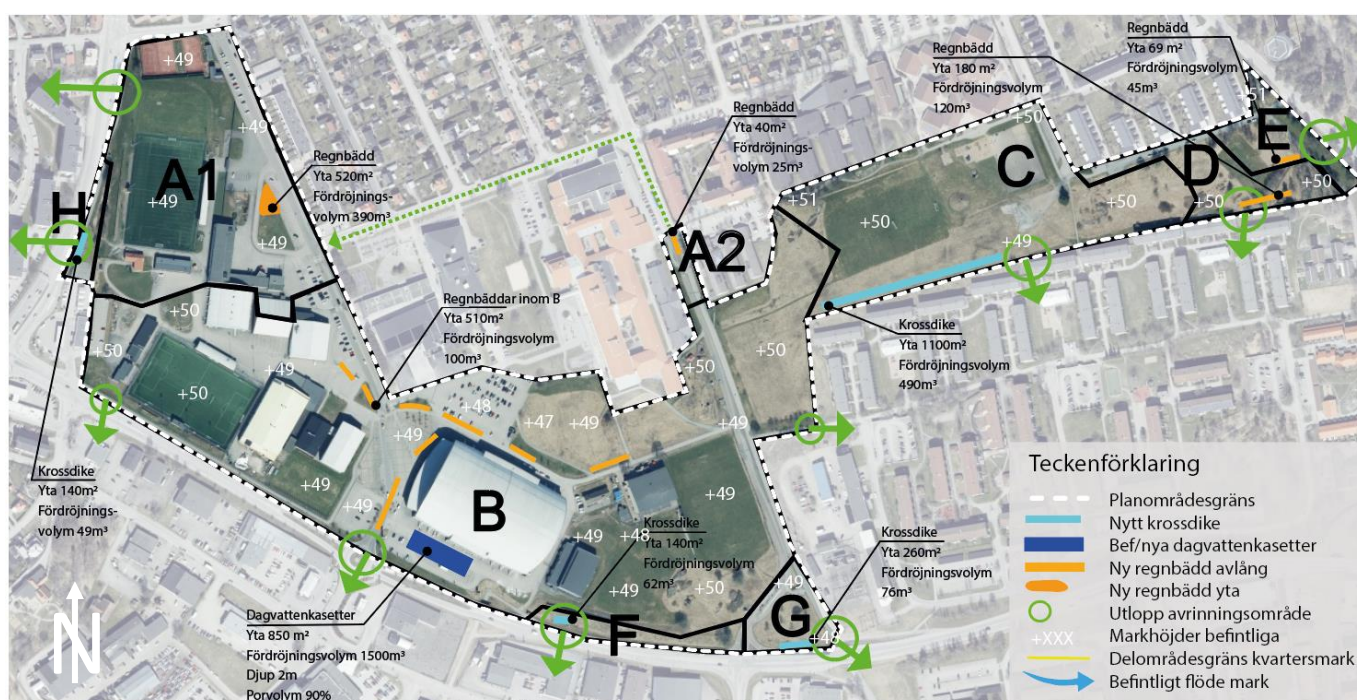 Regnbädd
Yta 69 m²
Fördröjningsvolym
45m³
Regnbädd
Yta 180 m²
Fördröjningsvolym
120m³
Regnbädd
Yta 40m²
Fördröjnings-
volym 25m³
Regnbädd
Yta 520m²
Fördröjnings-
volym 390m³
+49
+49
+49
+49
A1
H
A2
+50
+51
+50
C
+50
+49
+51
E
D
+50
+50
Regnbäddar inom B
Yta 510m²
Fördröjningsvolym
100m³
Krossdike
Yta 1100m²
Fördröjningsvolym
490m³
+50
+50
+50
+49
+50
+50
+48
+47
+49
+49
+49
+49
+49
B
+49
+49
+48
+49
+50
+49
Krossdike
Yta 140m²
Fördröjnings-
volym 49m³
Krossdike
Yta 140m²
Fördröjningsvolym
62m³
Krossdike
Yta 260m²
Fördröjningsvolym
76m³
F
G
+48
Dagvattenkasetter
Yta 850 m²
Fördröjningsvolym 1500m³
Djup 2m
Porvolym 90%
N
Teckenförklaring
Planområdesgräns
Nytt krossdike
Bef/nya dagvattenkasetter
Ny regnbädd avlång
Ny regnbädd yta
Utlopp avrinningsområde
+XXX Markhöjder befintliga
Delområdesgräns kvartersmark
Befintligt flöde mark